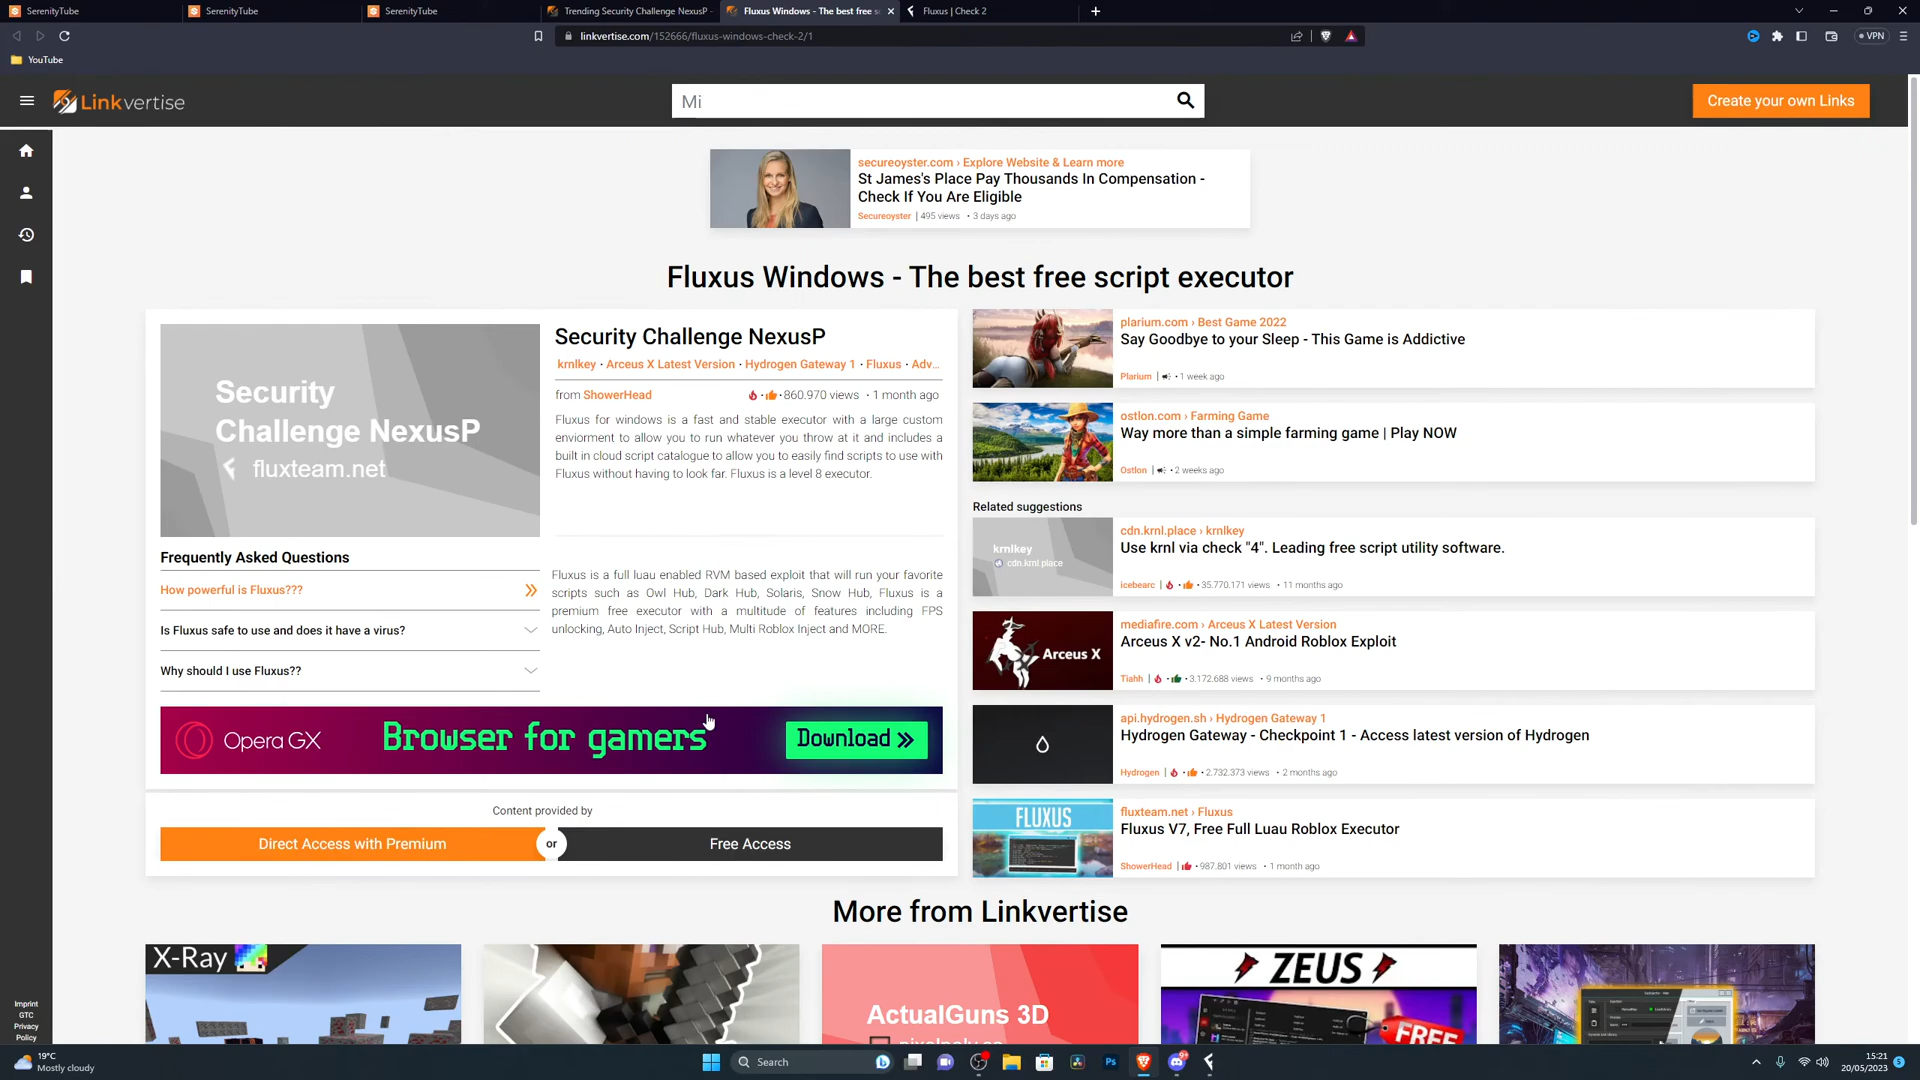 SerenityTube
SerenityTube
SerenityTube
Trending Security Challenge NexusP -
Fluxus Windows - The best free s
Fluxus | Check 2
linkvertise.com/152666/fluxus-windows-check-2/1
VPN
YouTube
Linkvertise
Mi
Create your own Links
secureoyster.com › Explore Website & Learn more
St James's Place Pay Thousands In Compensation -
Check If You Are Eligible
Secureoyster | 495 views • 3 days ago
Fluxus Windows - The best free script executor
Security
Challenge NexusP
fluxteam.net
Security Challenge NexusP
krnlkey · Arceus X Latest Version · Hydrogen Gateway 1 · Fluxus · Adv...
from ShowerHead
860.970 views • 1 month ago
Fluxus for windows is a fast and stable executor with a large custom
enviorment to allow you to run whatever you throw at it and includes a
built in cloud script catalogue to allow you to easily find scripts to use with
Fluxus without having to look far. Fluxus is a level 8 executor.
Frequently Asked Questions
How powerful is Fluxus???
Is Fluxus safe to use and does it have a virus?
Why should I use Fluxus??
Fluxus is a full luau enabled RVM based exploit that will run your favorite
scripts such as Owl Hub, Dark Hub, Solaris, Snow Hub, Fluxus is a
premium free executor with a multitude of features including FPS
unlocking, Auto Inject, Script Hub, Multi Roblox Inject and MORE.
Opera GX
Browser for gamers
Download »
Content provided by
Direct Access with Premium
or
Free Access
plarium.com › Best Game 2022
Say Goodbye to your Sleep - This Game is Addictive
Plarium | • 1 week ago
ostlon.com › Farming Game
Way more than a simple farming game | Play NOW
Ostlon | • 2 weeks ago
Related suggestions
krnlkey
cdn.krnl.place
cdn.krnl.place › krnlkey
Use krnl via check "4". Leading free script utility software.
icebearc | • 35.770.171 views • 11 months ago
Arceus X
mediafire.com › Arceus X Latest Version
Arceus X v2- No.1 Android Roblox Exploit
Tiahh | • 3.172.688 views • 9 months ago
api.hydrogen.sh › Hydrogen Gateway 1
Hydrogen Gateway - Checkpoint 1 - Access latest version of Hydrogen
Hydrogen | • 2.732.373 views • 2 months ago
FLUXUS
fluxteam.net › Fluxus
Fluxus V7, Free Full Luau Roblox Executor
ShowerHead | • 987.801 views • 1 month ago
More from Linkvertise
X-Ray
ActualGuns 3D
ZEUS
FREE
Imprint
GTC
Privacy
Policy
19°C
Mostly cloudy
Search
Ps
15:21
20/05/2023
5